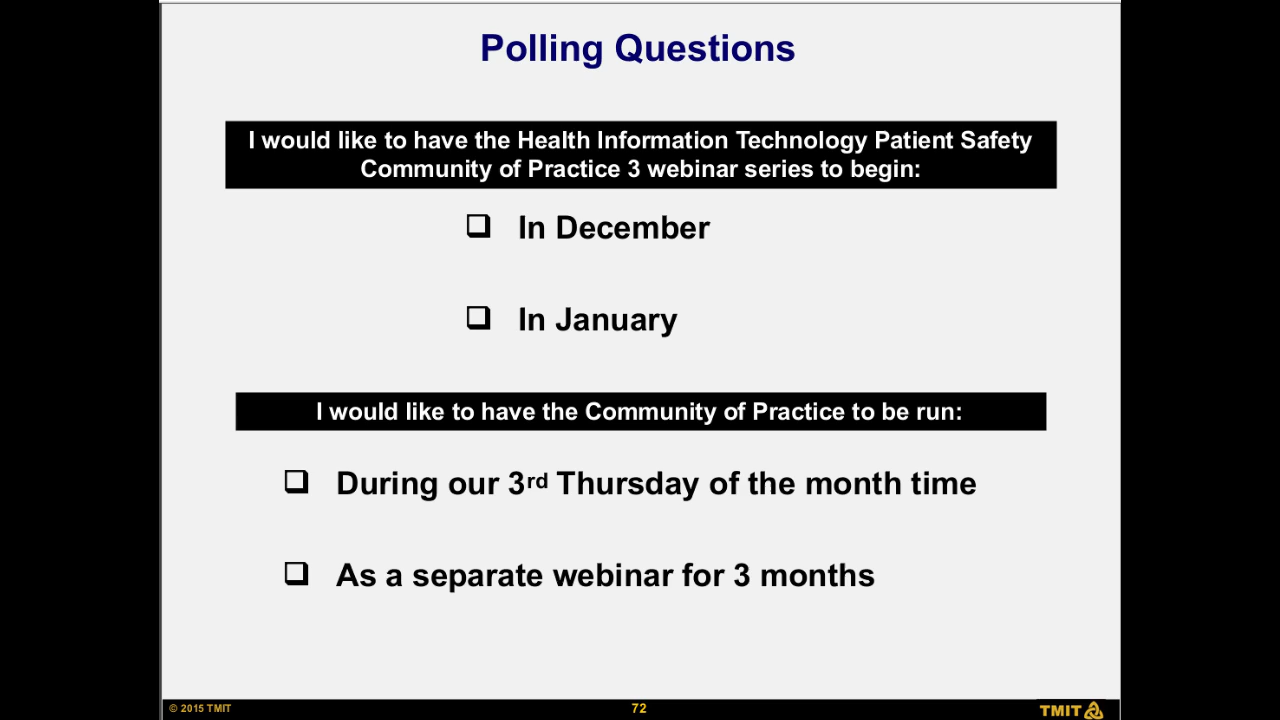 Polling Questions
I would like to have the Health Information Technology Patient Safety
Community of Practice 3 webinar series to begin:
In December
In January
I would like to have the Community of Practice to be run:
During our 3rd Thursday of the month time
As a separate webinar for 3 months
© 2015 TMIT
72
TMIT